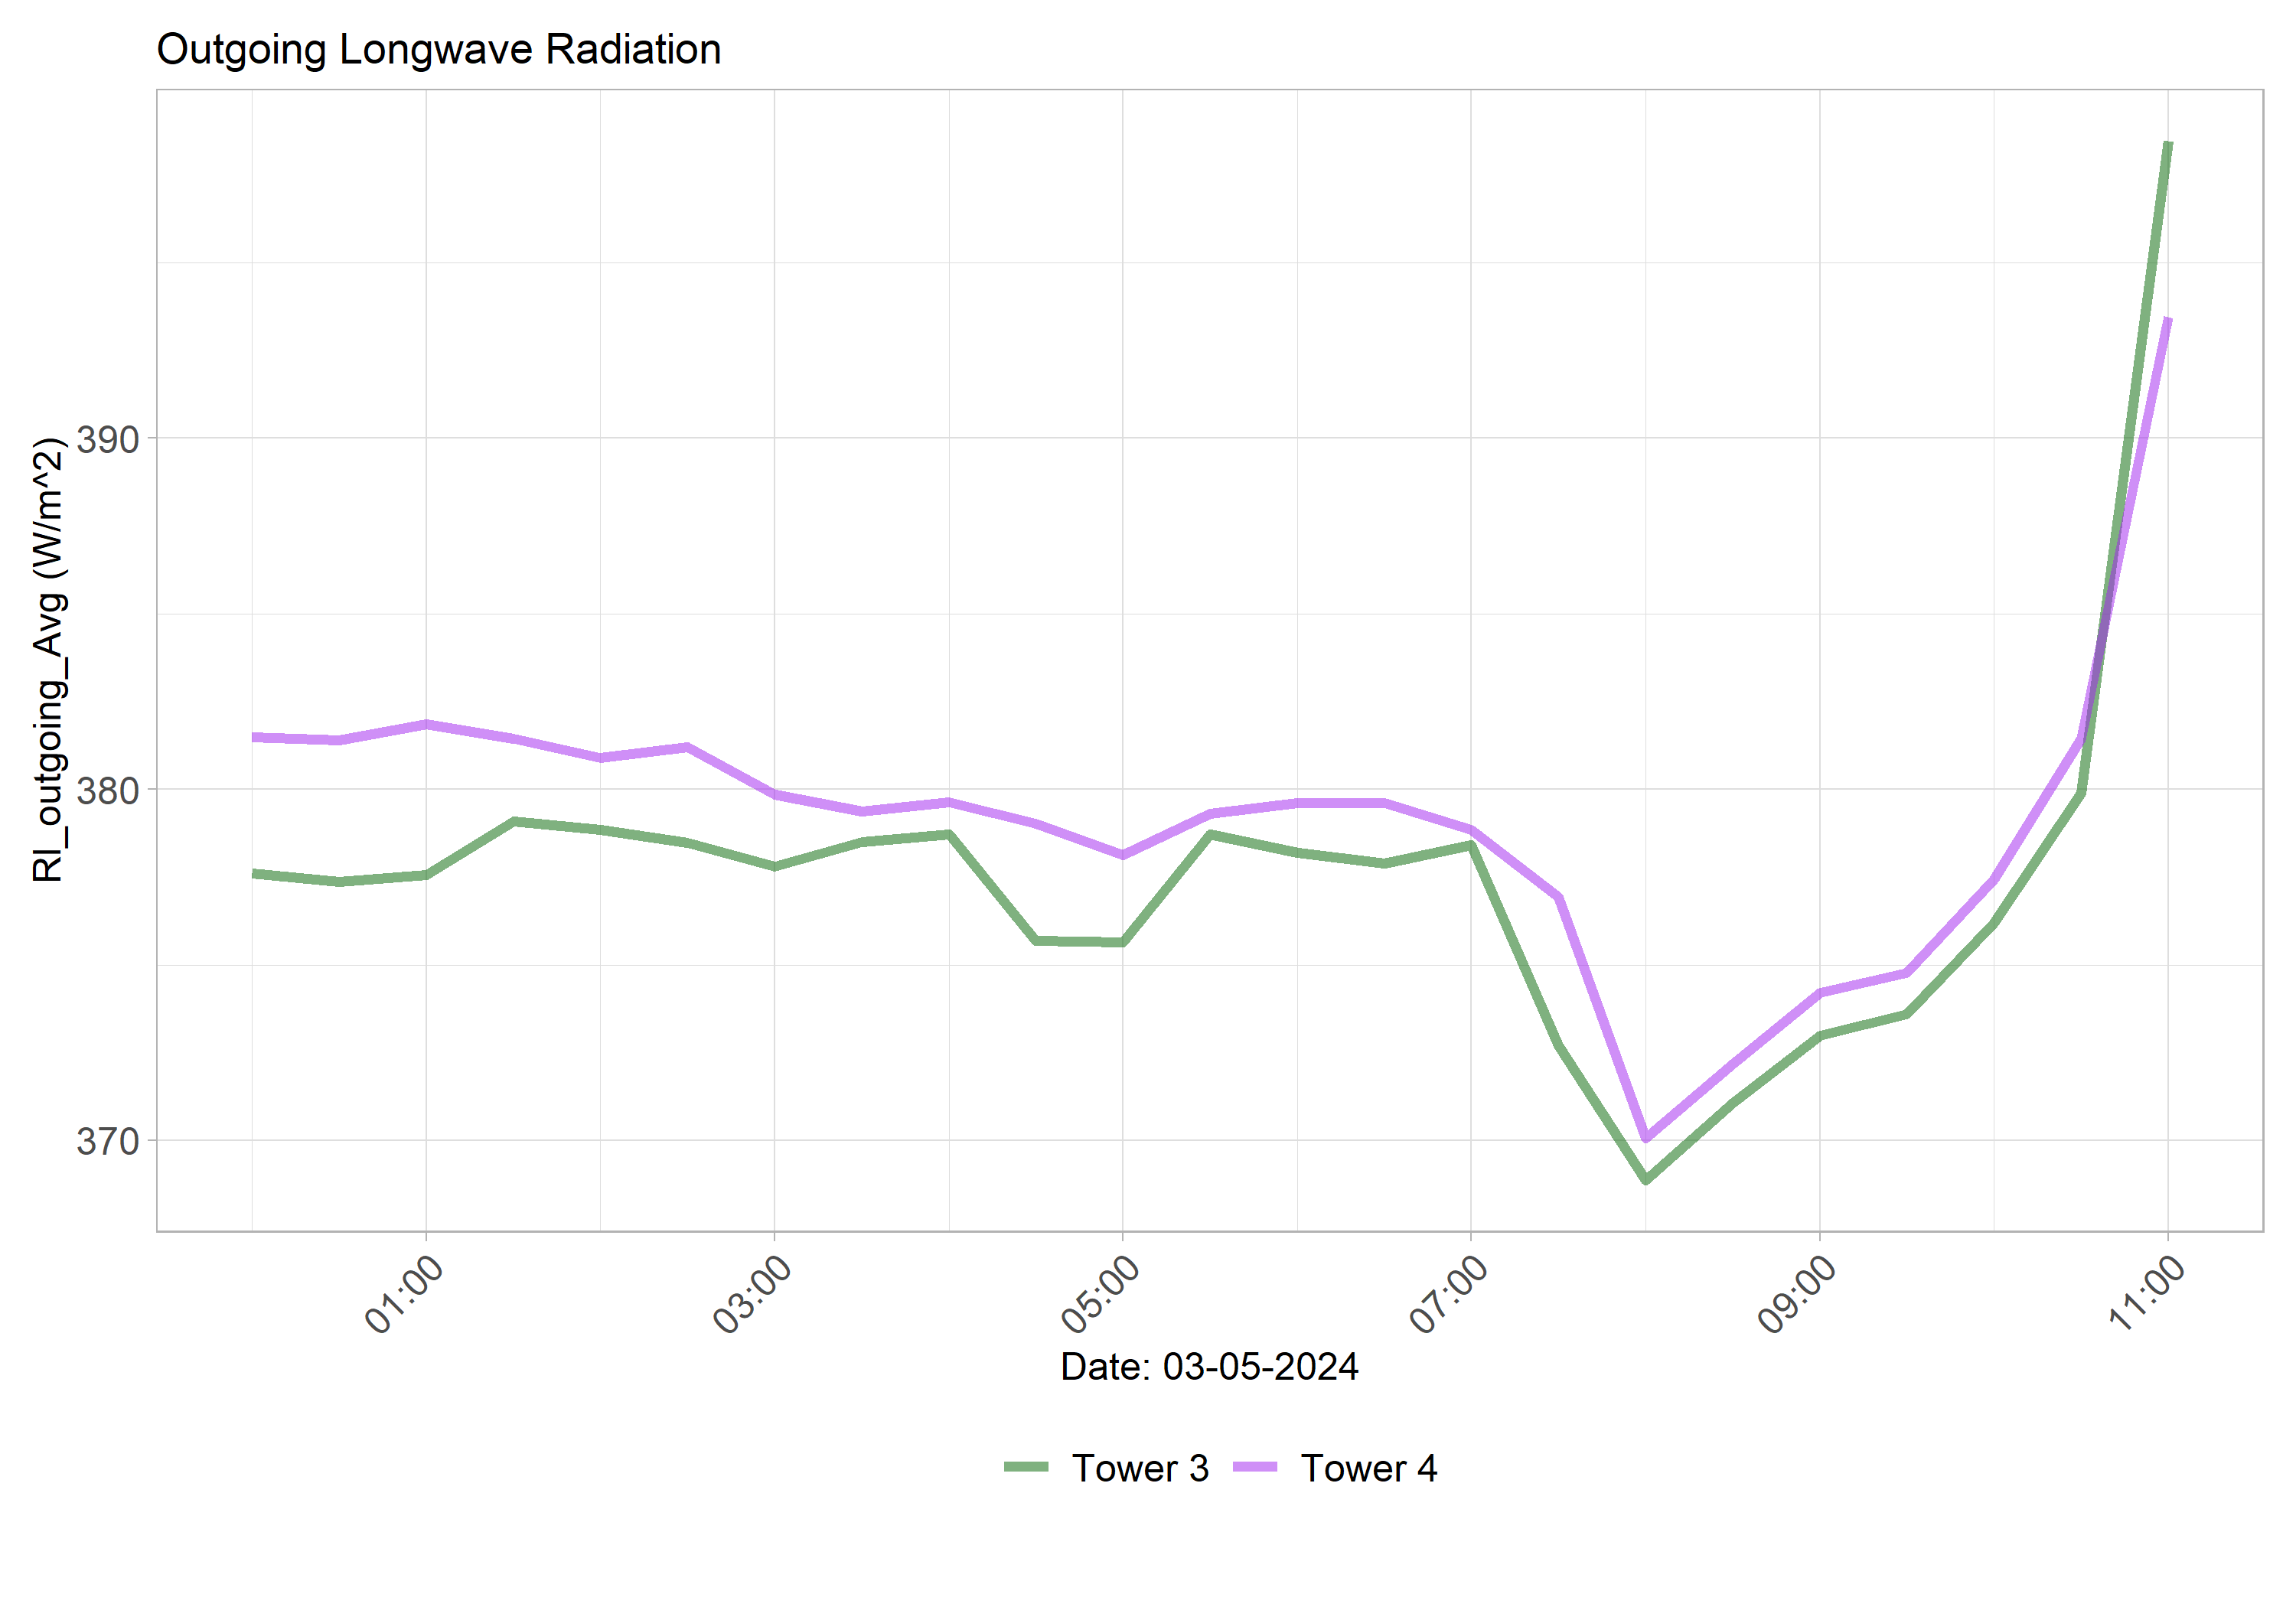 Outgoing Longwave Radiation
Rl_outgoing_Avg (W/m^2)
390
380
370
01:00
03:00
05:00
07:00
09:00
11:00
Date: 03-05-2024
Tower 3
Tower 4